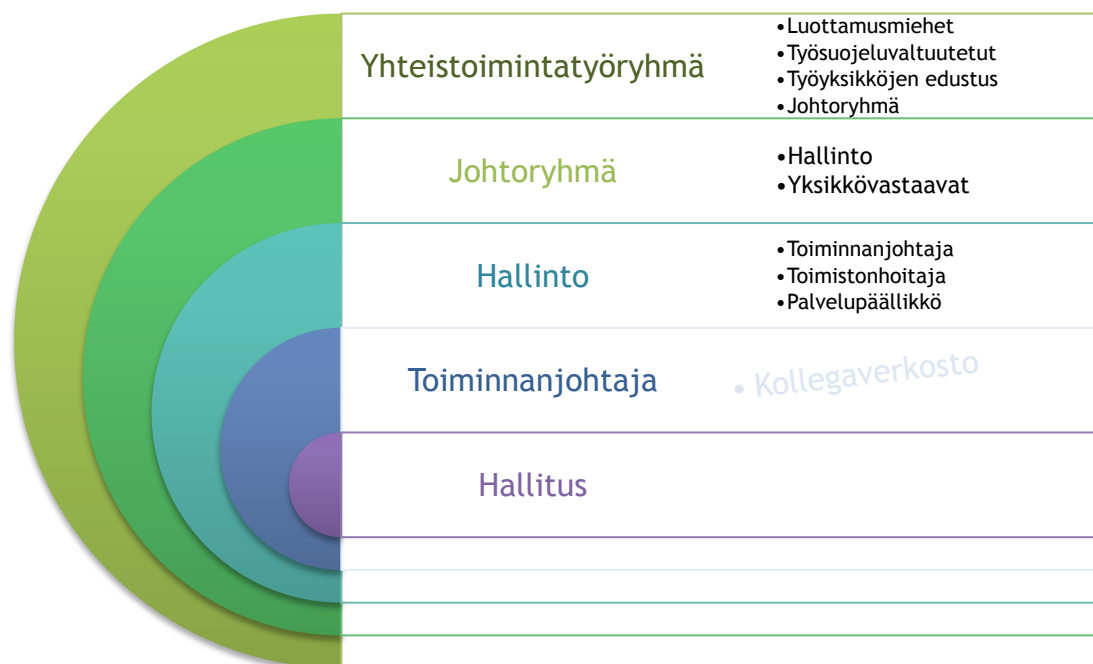 Yhteistoimintatyöryhmä
•Luottamusmiehet
•Työsuojeluvaltuutetut
•Työyksikköjen edustus
•Johtoryhmä
Johtoryhmä
•Hallinto
•Yksikkövastaavat
Hallinto
•Toiminnanjohtaja
•Toimistonhoitaja
•Palvelupäällikkö
Toiminnanjohtaja
• Kollegaverkosto
Hallitus